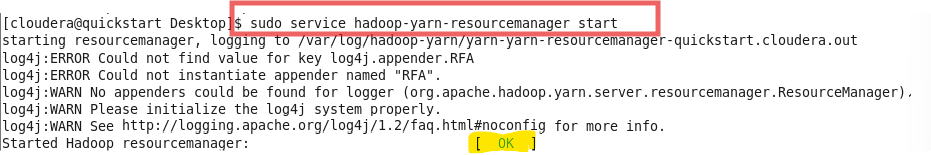 [cloudera@quickstart Desktop]$ sudo service hadoop-yarn-resourcemanager start
starting resourcemanager, logging to /var/log/hadoop-yarn/yarn-yarn-resourcemanager-quickstart.cloudera.out
log4j:ERROR Could not find value for key log4j.appender.RFA
log4j:ERROR Could not instantiate appender named "RFA".
log4j:WARN No appenders could be found for logger (org.apache.hadoop.yarn.server.resourcemanager.ResourceManager).
log4j:WARN Please initialize the log4j system properly.
log4j:WARN See http://logging.apache.org/log4j/1.2/faq.html#noconfig for more info.
Started Hadoop resourcemanager: [ OK ]